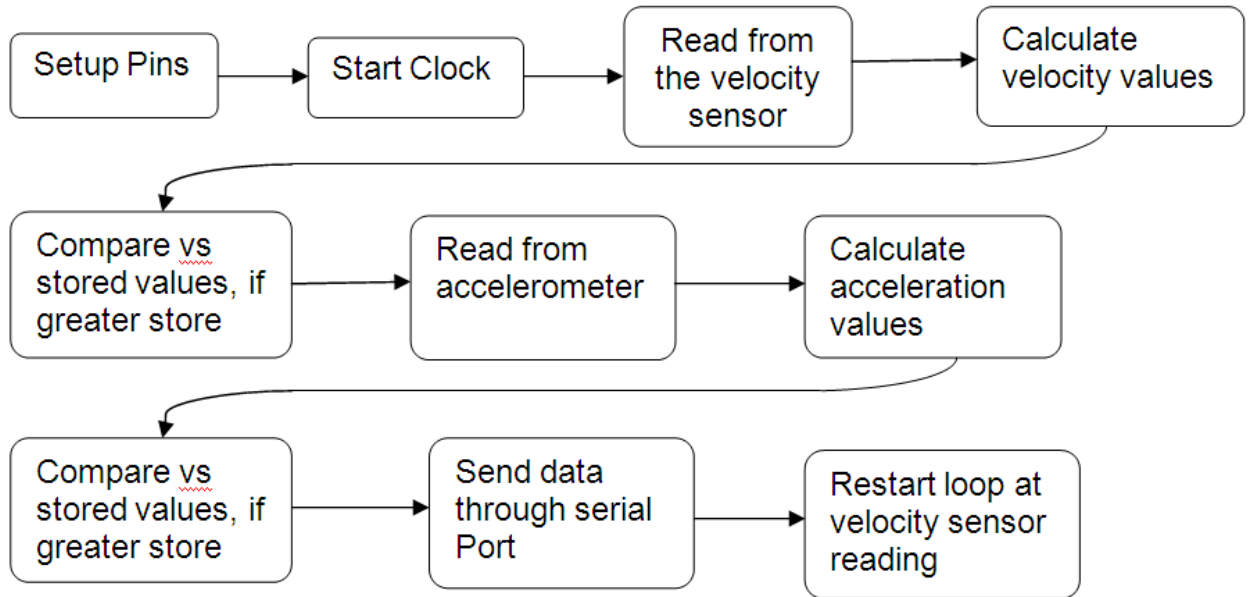 Setup Pins
Start Clock
Read from
the velocity
sensor
Calculate
velocity values
Compare vs
stored values, if
greater store
Read from
accelerometer
Calculate
acceleration
values
Compare vs
stored values, if
greater store
Send data
through serial
Port
Restart loop at
velocity sensor
reading